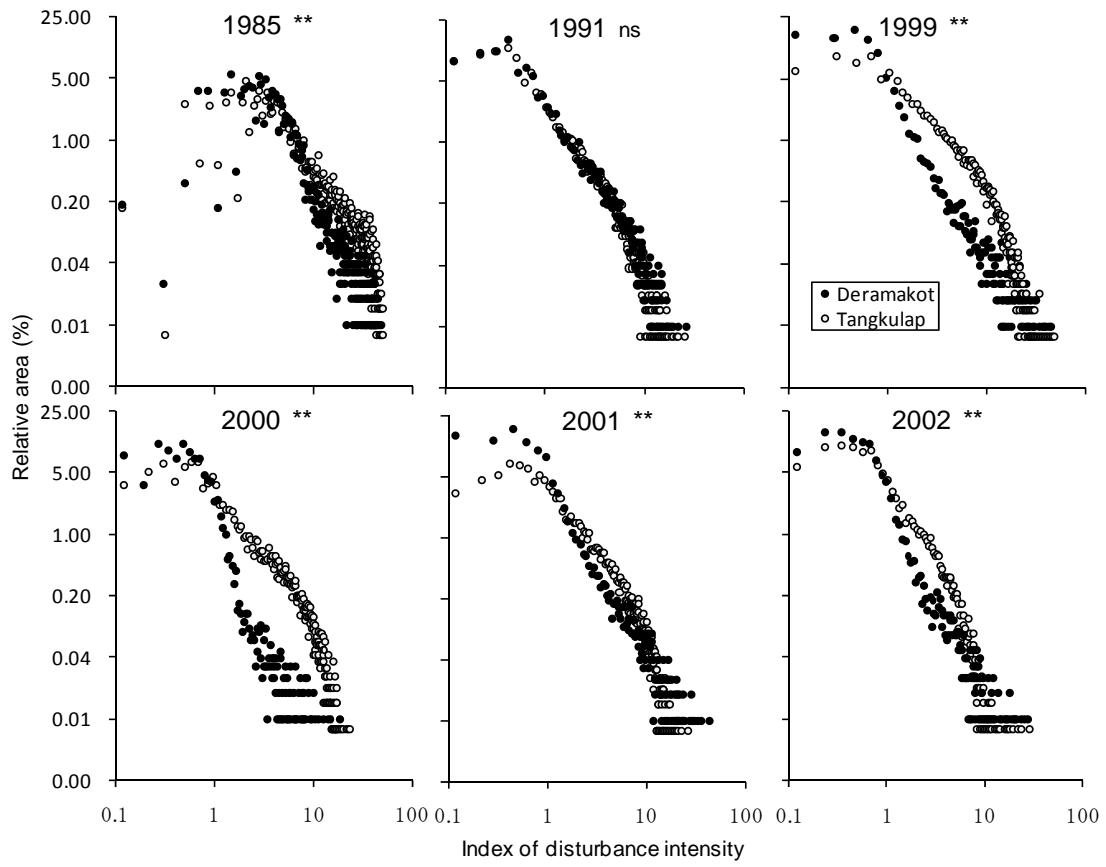 1985 **
1991 ns
1999 **
25.00
5.00
1.00
0.20
0.04
0.01
0.00
Deramakot
Tangkulap
Relative area (%)
2000 **
2001 **
2002 **
25.00
5.00
1.00
0.20
0.04
0.01
0.00
0.1 1 10 100
0.1 1 10 100
0.1 1 10 100
Index of disturbance intensity